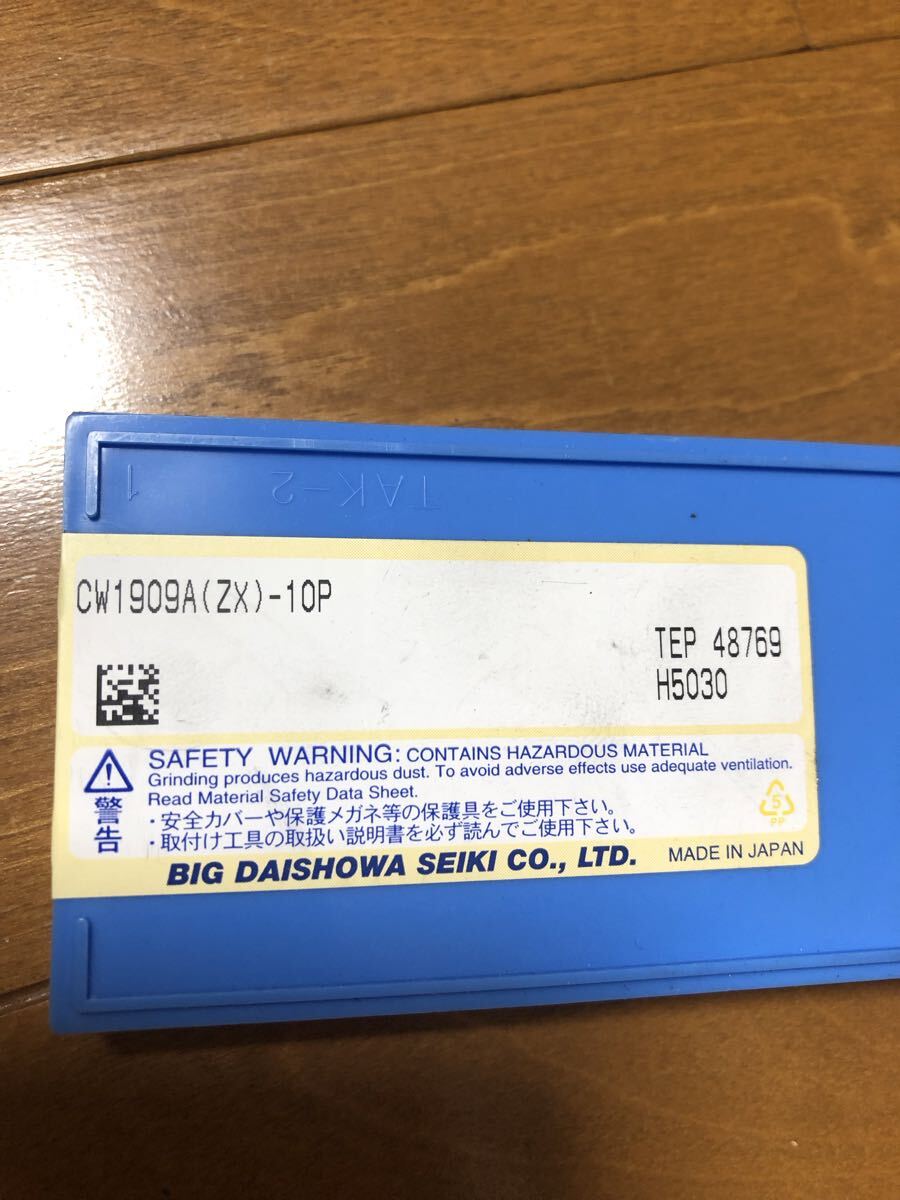 1 TAK-2
CW1909A(ZX)-10P
TEP 48769
H5030
SAFETY WARNING: CONTAINS HAZARDOUS MATERIAL
Grinding produces hazardous dust. To avoid adverse effects use adequate ventilation.
Read Material Safety Data Sheet.
警告
・安全カバーや保護メガネ等の保護具をご使用下さい。
・取付け工具の取扱い説明書を必ず読んでご使用下さい。
5
PP
BIG DAISHOWA SEIKI CO., LTD.
MADE IN JAPAN